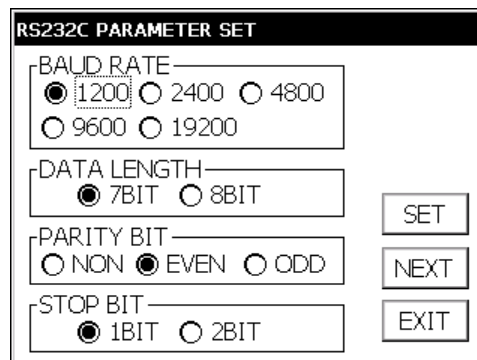 RS232C PARAMETER SET
BAUD RATE
1200 2400 4800
9600 19200
DATA LENGTH
7BIT 8BIT
PARITY BIT
NON EVEN ODD
STOP BIT
1BIT 2BIT
SET
NEXT
EXIT